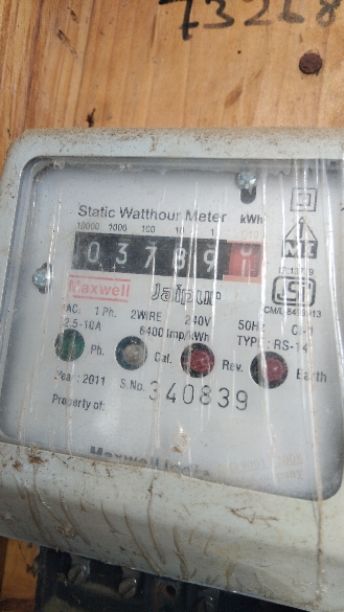 73268
Static Watthour Meter kWh
10000 1000 100 10 1
0 3 7 8 9
Maxwell Jaipur
AC. 1 Ph. 2WIRE 240V 50Hz
2.5-10A 6400 Imp/kWh TYPE: RS-14
Ph. Cal. Rev. Earth
Year: 2011 S.No. 340839
Property of: